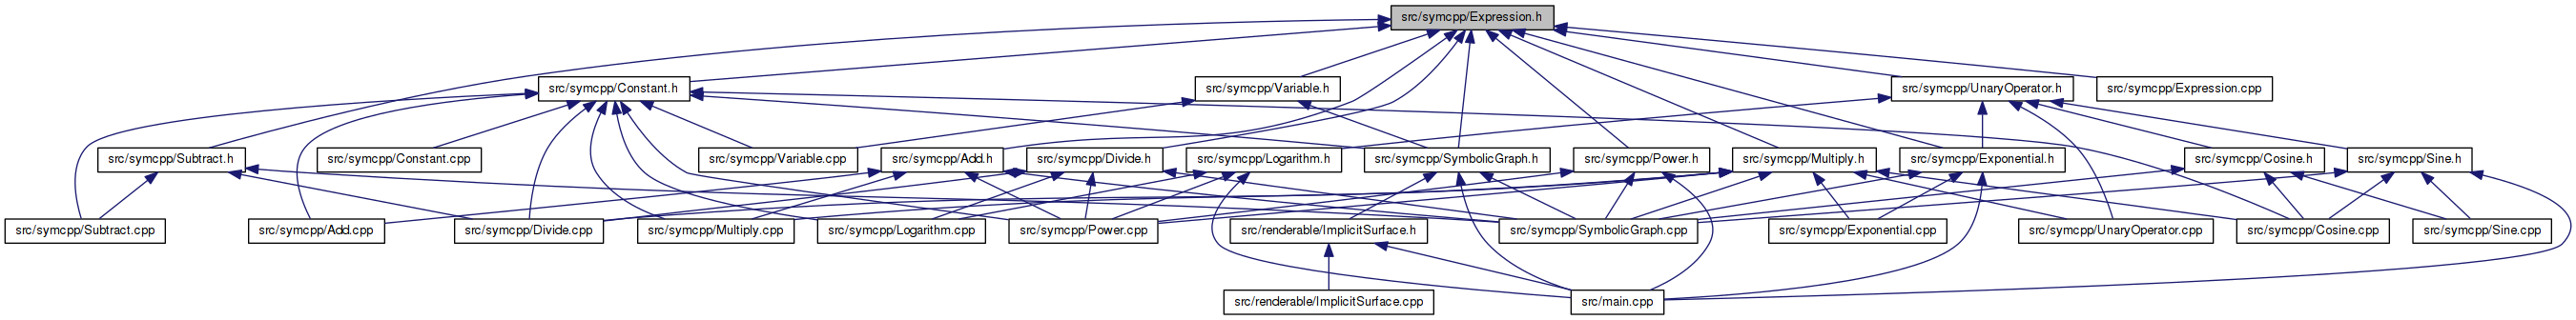 src/symcpp/Expression.h
src/symcpp/Constant.h
src/symcpp/Variable.h
src/symcpp/UnaryOperator.h
src/symcpp/Expression.cpp
src/symcpp/Subtract.h
src/symcpp/Constant.cpp
src/symcpp/Variable.cpp
src/symcpp/Add.h
src/symcpp/Divide.h
src/symcpp/Logarithm.h
src/symcpp/SymbolicGraph.h
src/symcpp/Power.h
src/symcpp/Multiply.h
src/symcpp/Exponential.h
src/symcpp/Cosine.h
src/symcpp/Sine.h
src/symcpp/Subtract.cpp
src/symcpp/Add.cpp
src/symcpp/Divide.cpp
src/symcpp/Multiply.cpp
src/symcpp/Logarithm.cpp
src/symcpp/Power.cpp
src/renderable/ImplicitSurface.h
src/symcpp/SymbolicGraph.cpp
src/symcpp/Exponential.cpp
src/symcpp/UnaryOperator.cpp
src/symcpp/Cosine.cpp
src/symcpp/Sine.cpp
src/renderable/ImplicitSurface.cpp
src/main.cpp